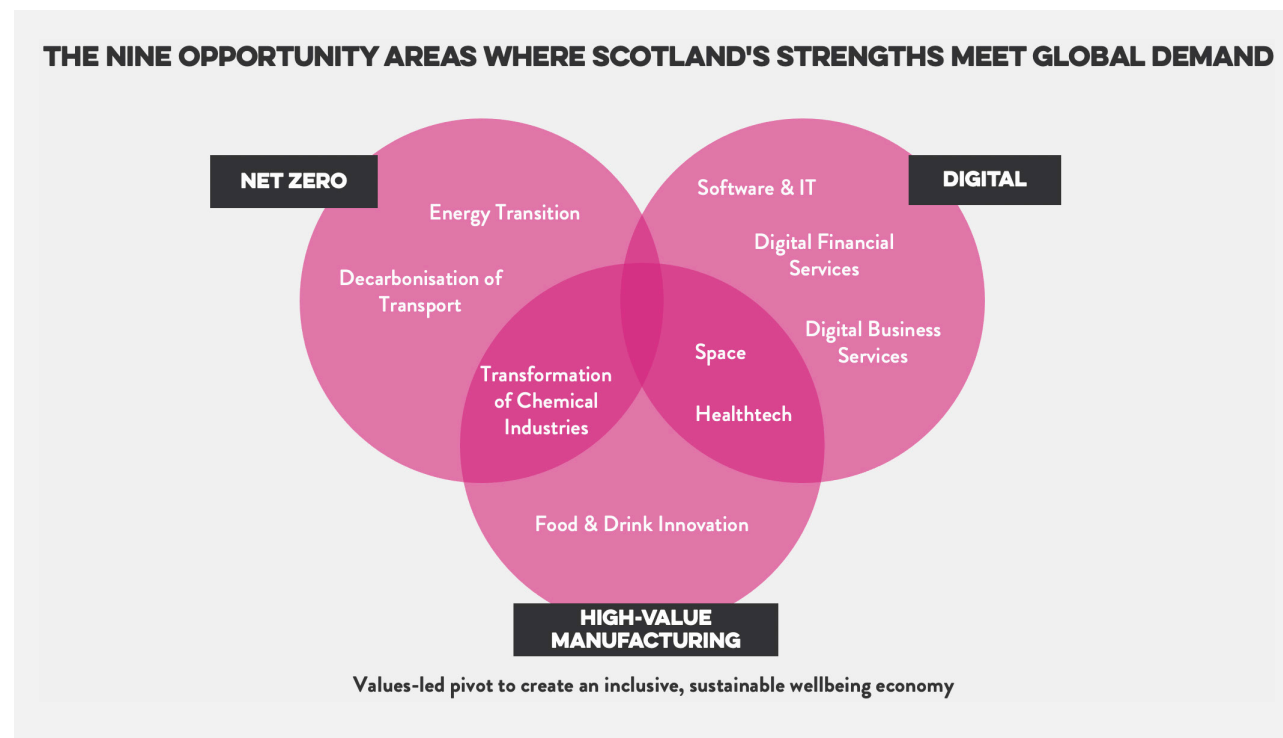 THE NINE OPPORTUNITY AREAS WHERE SCOTLAND'S STRENGTHS MEET GLOBAL DEMAND
NET ZERO
Energy Transition
Decarbonisation of
Transport
Transformation
of Chemical
Industries
DIGITAL
Software & IT
Digital Financial
Services
Digital Business
Services
Space
Healthtech
Food & Drink Innovation
HIGH-VALUE
MANUFACTURING
Values-led pivot to create an inclusive, sustainable wellbeing economy